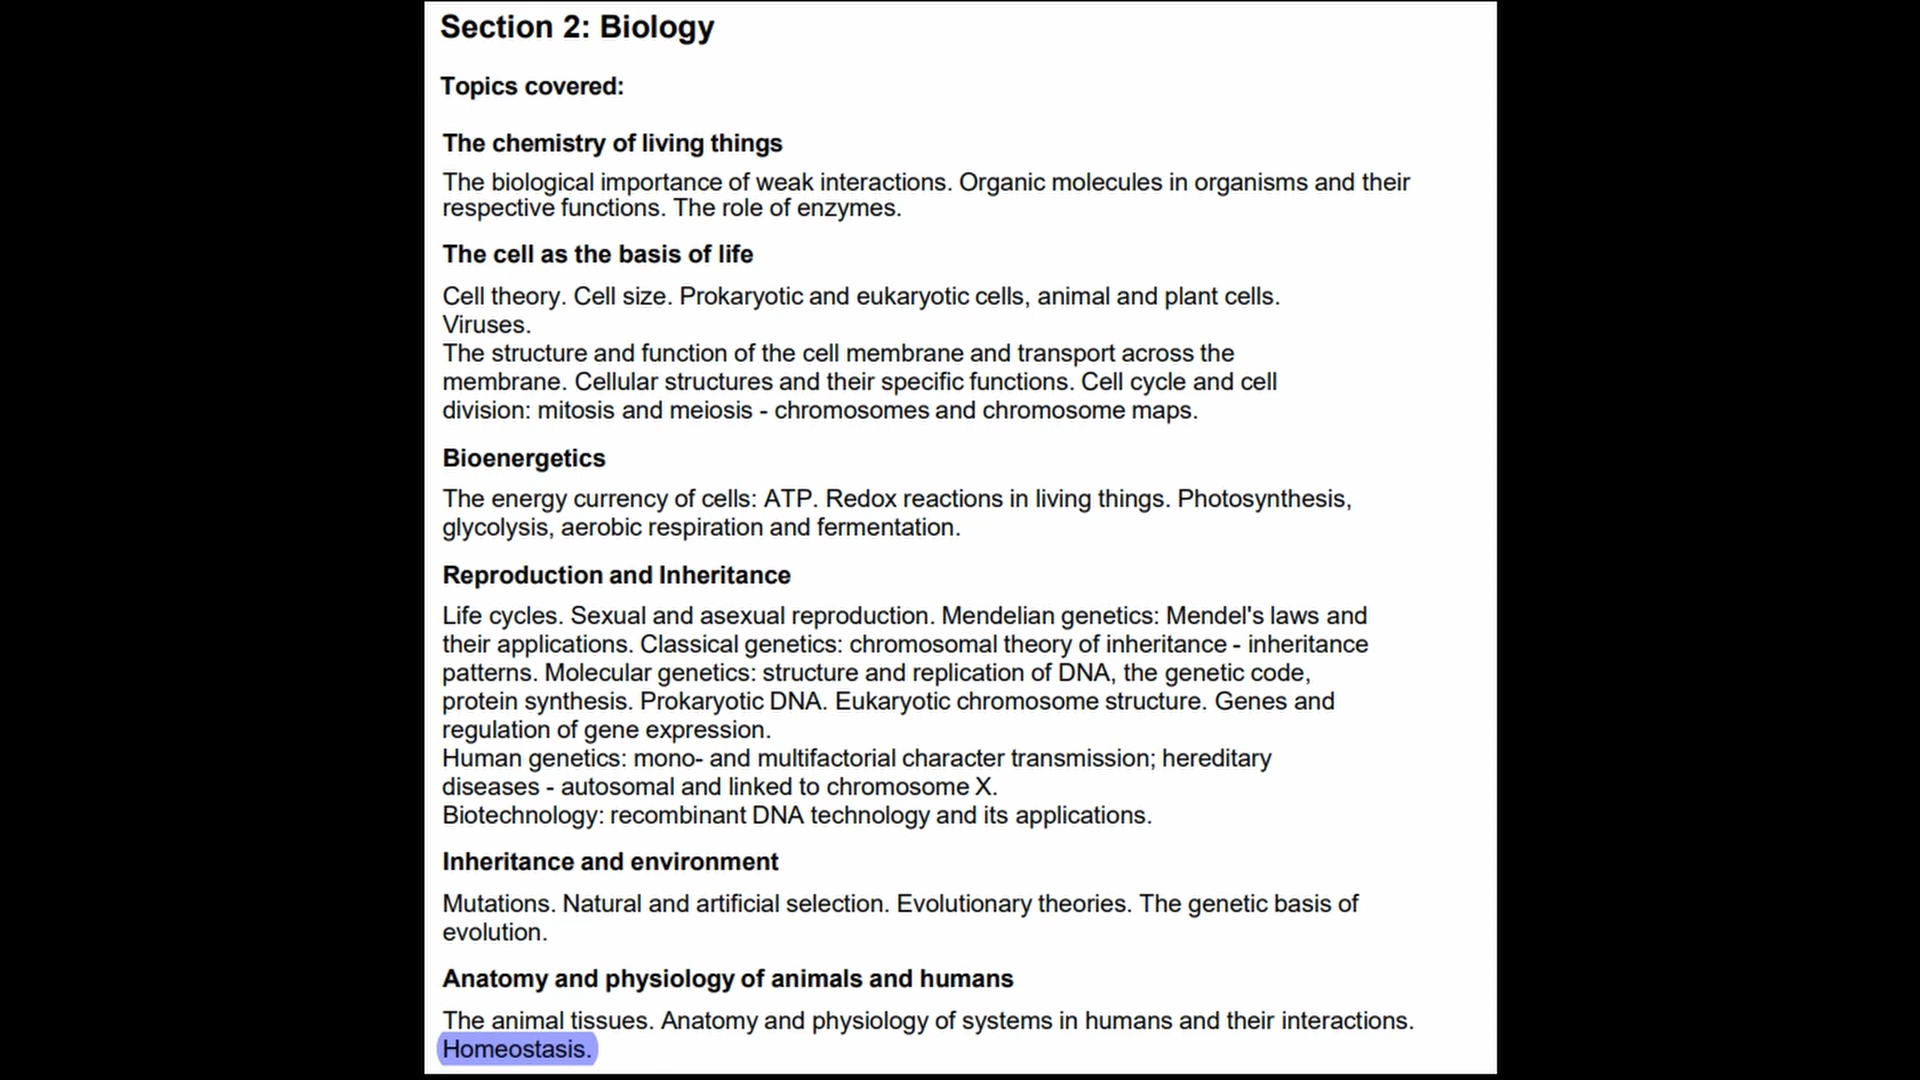 Section 2: Biology
Topics covered:
The chemistry of living things
The biological importance of weak interactions. Organic molecules in organisms and their
respective functions. The role of enzymes.
The cell as the basis of life
Cell theory. Cell size. Prokaryotic and eukaryotic cells, animal and plant cells.
Viruses.
The structure and function of the cell membrane and transport across the
membrane. Cellular structures and their specific functions. Cell cycle and cell
division: mitosis and meiosis - chromosomes and chromosome maps.
Bioenergetics
The energy currency of cells: ATP. Redox reactions in living things. Photosynthesis,
glycolysis, aerobic respiration and fermentation.
Reproduction and Inheritance
Life cycles. Sexual and asexual reproduction. Mendelian genetics: Mendel's laws and
their applications. Classical genetics: chromosomal theory of inheritance - inheritance
patterns. Molecular genetics: structure and replication of DNA, the genetic code,
protein synthesis. Prokaryotic DNA. Eukaryotic chromosome structure. Genes and
regulation of gene expression.
Human genetics: mono- and multifactorial character transmission; hereditary
diseases - autosomal and linked to chromosome X.
Biotechnology: recombinant DNA technology and its applications.
Inheritance and environment
Mutations. Natural and artificial selection. Evolutionary theories. The genetic basis of
evolution.
Anatomy and physiology of animals and humans
The animal tissues. Anatomy and physiology of systems in humans and their interactions.
Homeostasis.